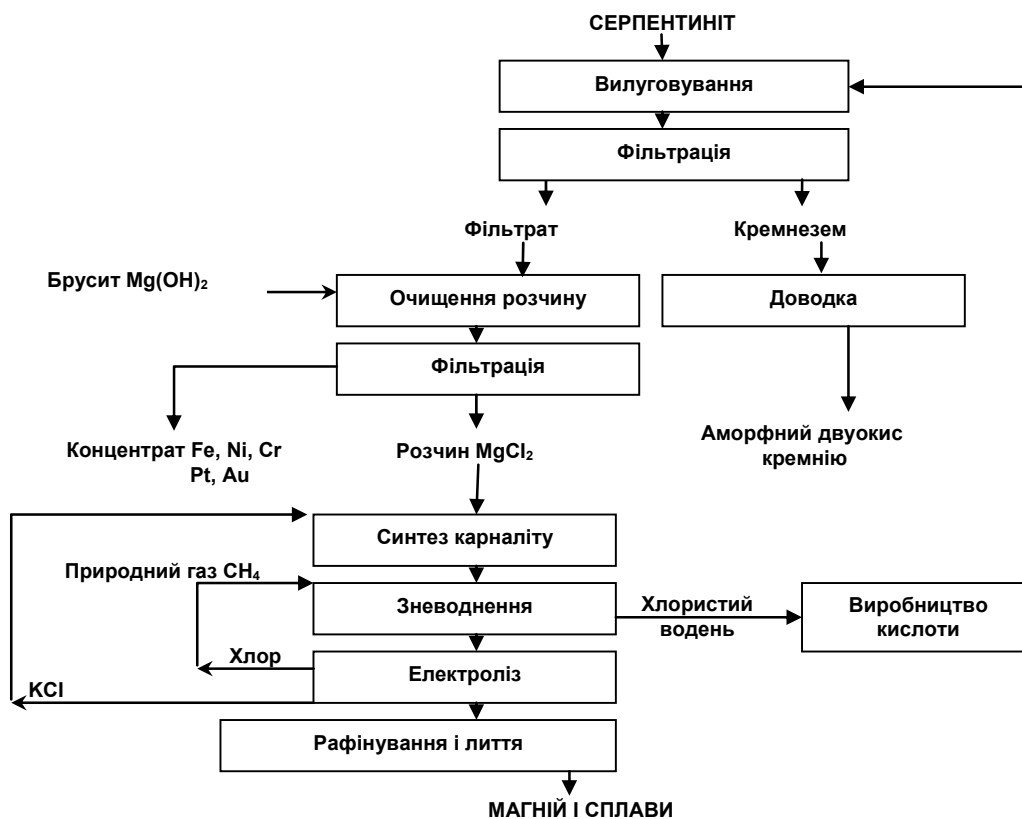 СЕРПЕНТИНІТ
Вилуговування
Фільтрація
Фільтрат
Кремнезем
Брусит Mg(OH)₂
Очищення розчину
Доводка
Фільтрація
Концентрат Fe, Ni, Cr
Pt, Au
Розчин MgCl₂
Аморфний двуокис
кремнію
Синтез карналіту
Природний газ CH₄
Зневоднення
Хлористий
водень
Виробництво
кислоти
Хлор
Електроліз
KCl
Рафінування і лиття
МАГНІЙ І СПЛАВИ